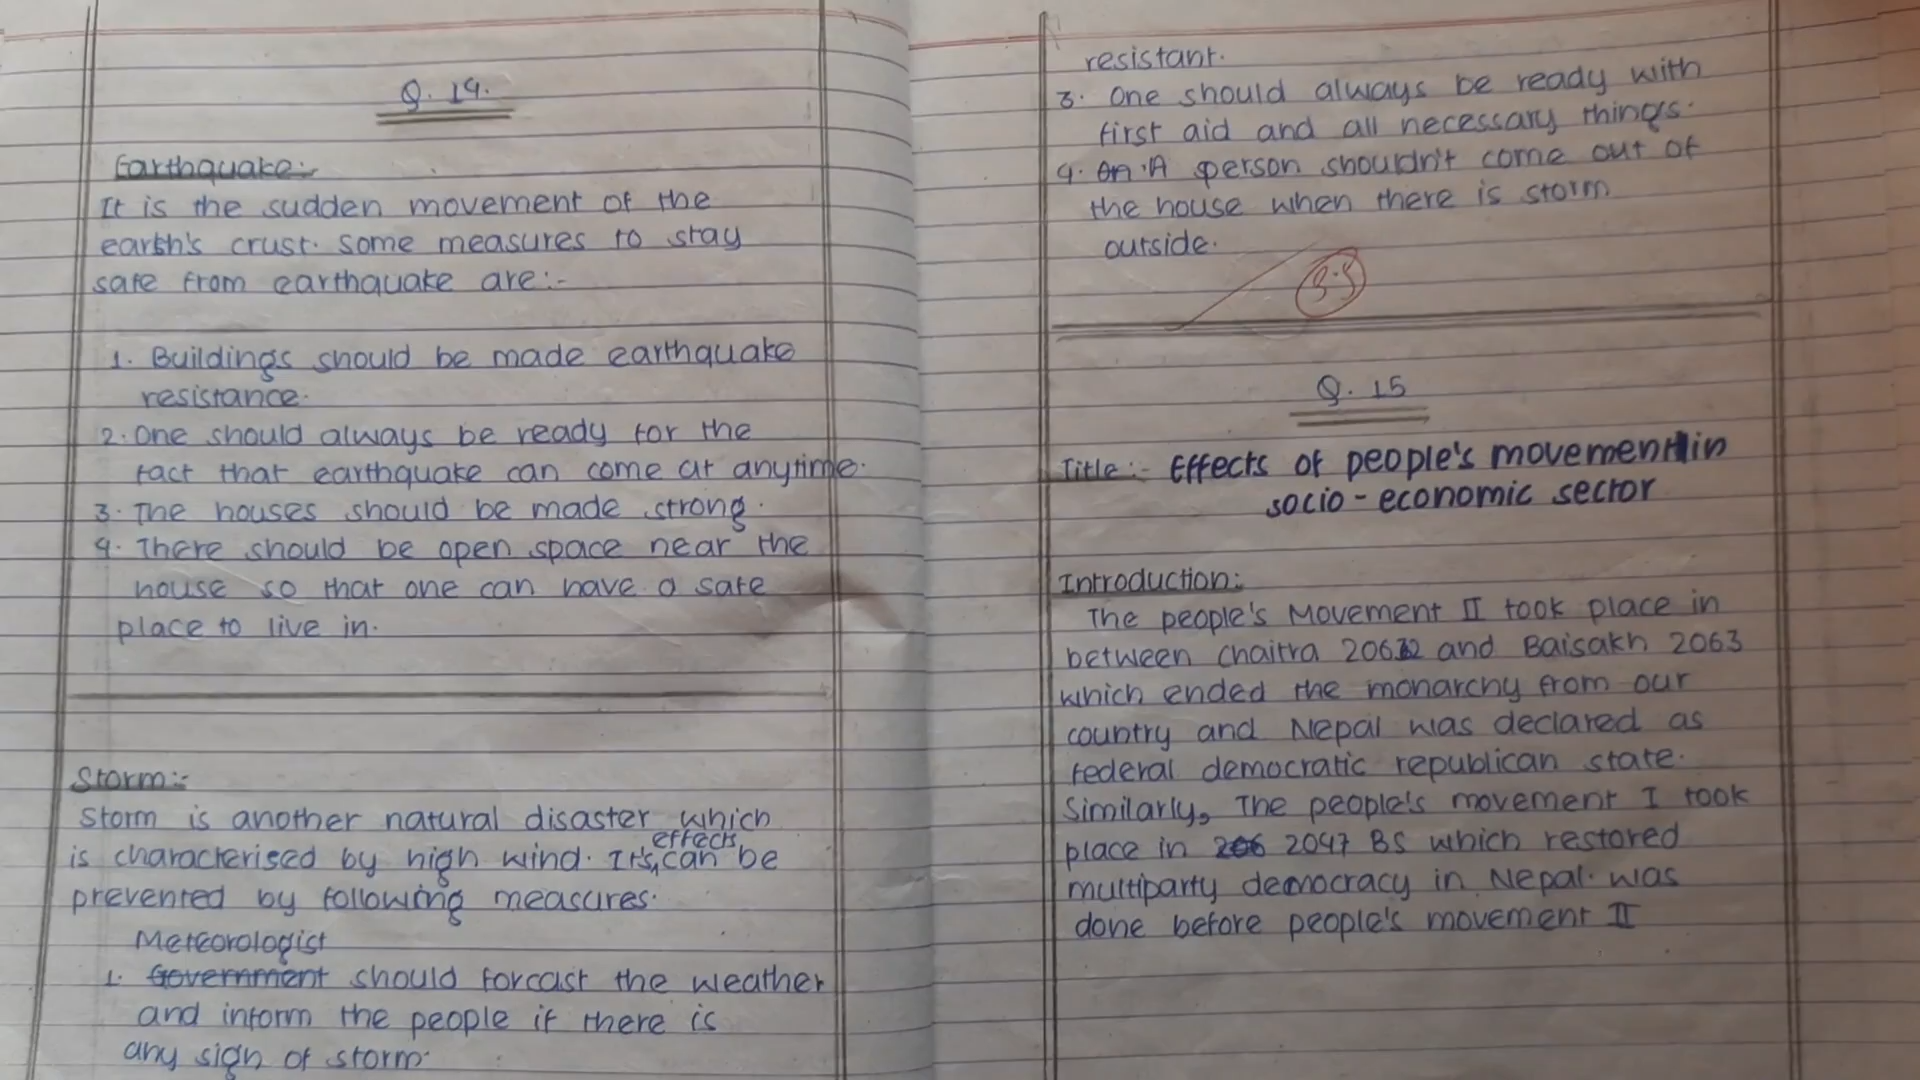 Q. 14.
Earthquake:-
It is the sudden movement of the
earth's crust. some measures to stay
safe from earthquake are:-
1. Buildings should be made earthquake
resistance.
2. One should always be ready for the
fact that earthquake can come at anytime.
3. The houses should be made strong.
4. There should be open space near the
house so that one can have a safe
place to live in.
Storm:-
Storm is another natural disaster which
effects
is characterised by high wind. It's can be
prevented by following measures.
Meteorologist
1. Government should forcast the weather
and inform the people if there is
any sign of storm.
resistant.
3. One should always be ready with
first aid and all necessary things.
4. On A person shouldn't come out of
the house when there is storm
outside.
3.5
Q. 15
Title:- Effects of people's movement in
socio-economic sector
Introduction:
The people's Movement II took place in
between Chaitra 2062 and Baisakh 2063
which ended the monarchy from our
country and Nepal was declared as
federal democratic republican state.
Similarly, The people's movement I took
place in 206 2047 BS which restored
multiparty democracy in Nepal. was
done before people's movement II